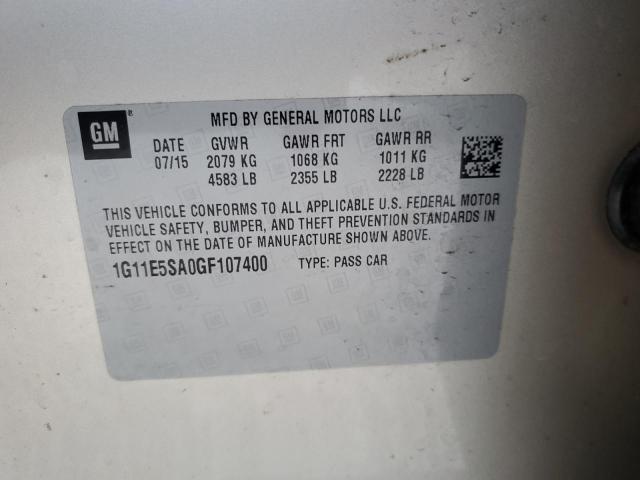 GM ®
MFD BY GENERAL MOTORS LLC
DATE GVWR GAWR FRT GAWR RR
07/15 2079 KG 1068 KG 1011 KG
4583 LB 2355 LB 2228 LB
THIS VEHICLE CONFORMS TO ALL APPLICABLE U.S. FEDERAL MOTOR
VEHICLE SAFETY, BUMPER, AND THEFT PREVENTION STANDARDS IN
EFFECT ON THE DATE OF MANUFACTURE SHOWN ABOVE.
1G11E5SA0GF107400 TYPE: PASS CAR